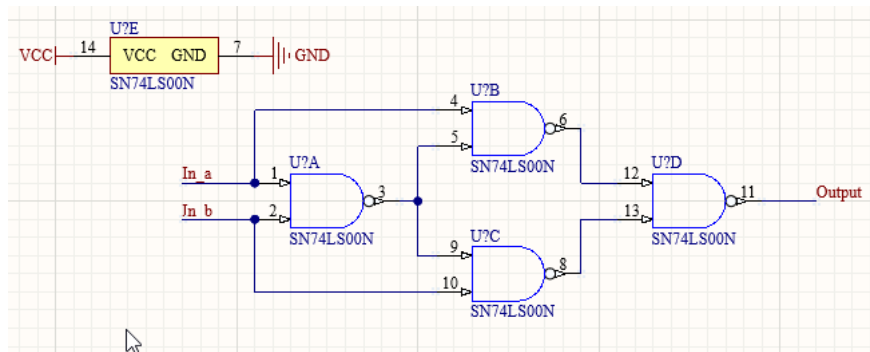 U?E
VCC 14 VCC GND 7 GND
SN74LS00N
U?B
4
6
5
SN74LS00N
U?A
In_a 1
3
Jn_b 2
SN74LS00N
U?D
12
11 Output
13
SN74LS00N
U?C
9
8
10
SN74LS00N